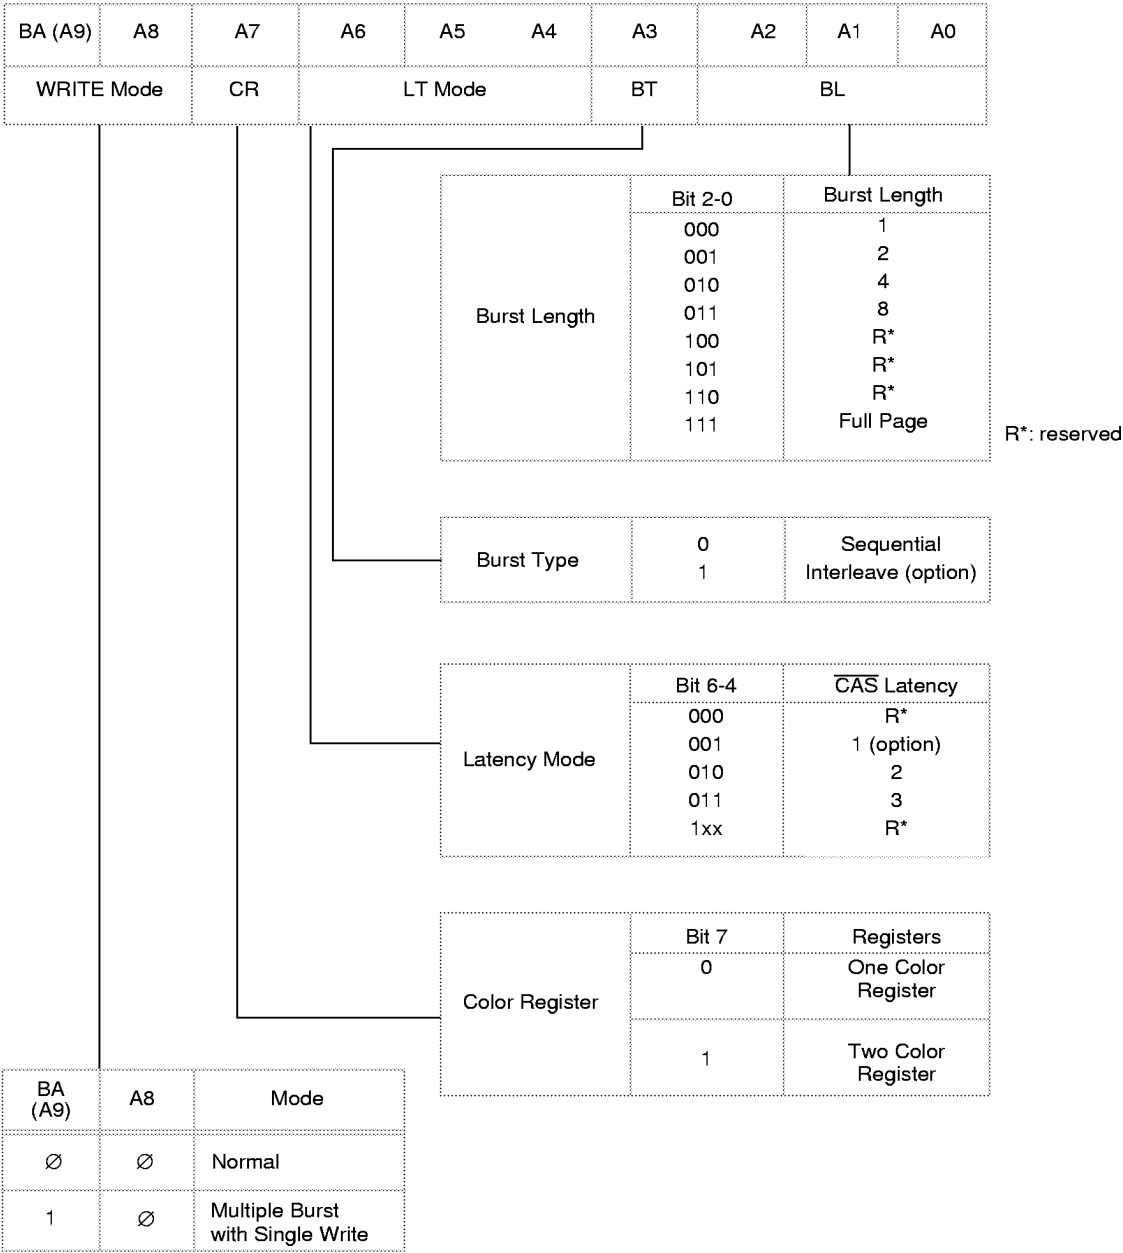 BA (A9) A8 A7 A6 A5 A4 A3 A2 A1 A0
WRITE Mode CR LT Mode BT BL
Bit 2-0 Burst Length
000 1
001 2
010 4
Burst Length 011 8
100 R*
101 R*
110 R*
111 Full Page
R*: reserved
Burst Type 0 Sequential
1 Interleave (option)
Bit 6-4 CAS Latency
000 R*
001 1 (option)
Latency Mode 010 2
011 3
1xx R*
Bit 7 Registers
0 One Color
Register
Color Register
1 Two Color
Register
BA
(A9) A8 Mode
∅ ∅ Normal
1 ∅ Multiple Burst
with Single Write